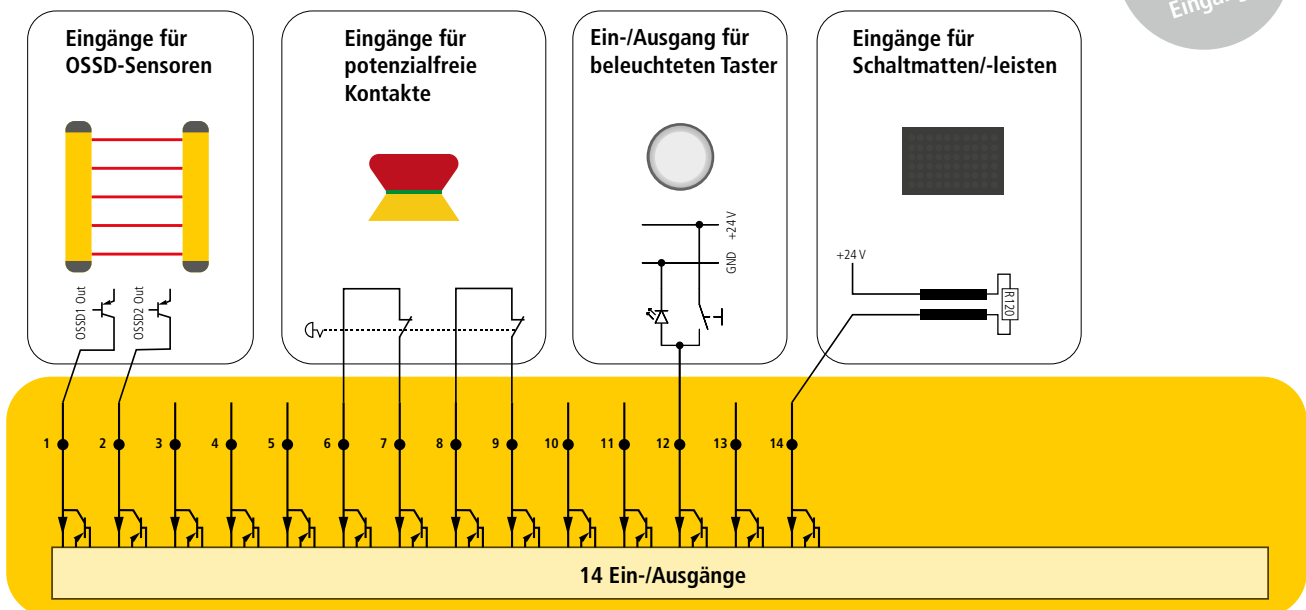 Eingänge für
OSSD-Sensoren
Eingänge für
potenzialfreie
Kontakte
Ein-/Ausgang für
beleuchteten Taster
Eingänge für
Schaltmatten/-leisten
OSSD1 Out
OSSD2 Out
+24 V
GND
+24 V
R120
1 2 3 4 5 6 7 8 9 10 11 12 13 14
14 Ein-/Ausgänge